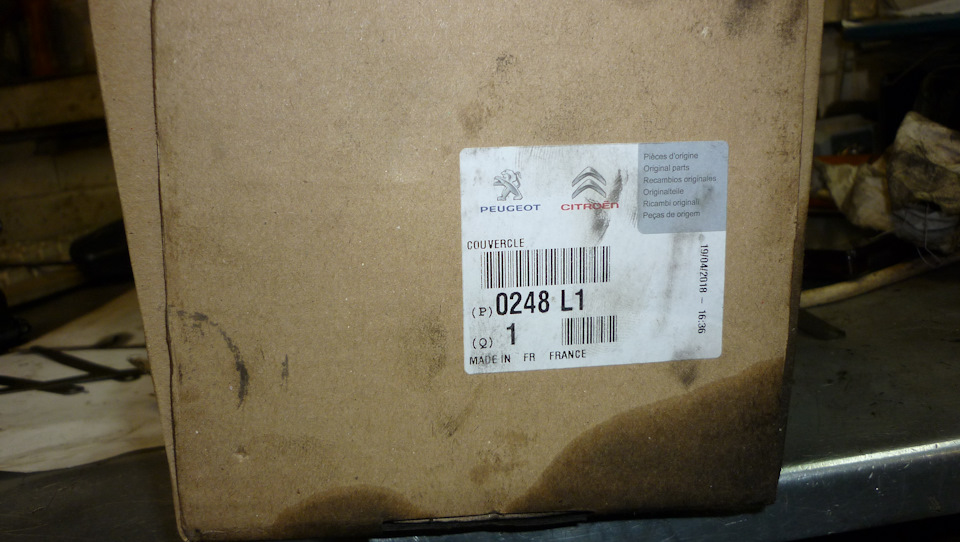 PEUGEOT CITROËN
Pièces d'origine
Original parts
Recambios originales
Originalteile
Ricambi originali
Peças de origem
COUVERCLE
(P) 0248 L1
(Q) 1
MADE IN FR FRANCE
19/04/2018 - 16:36